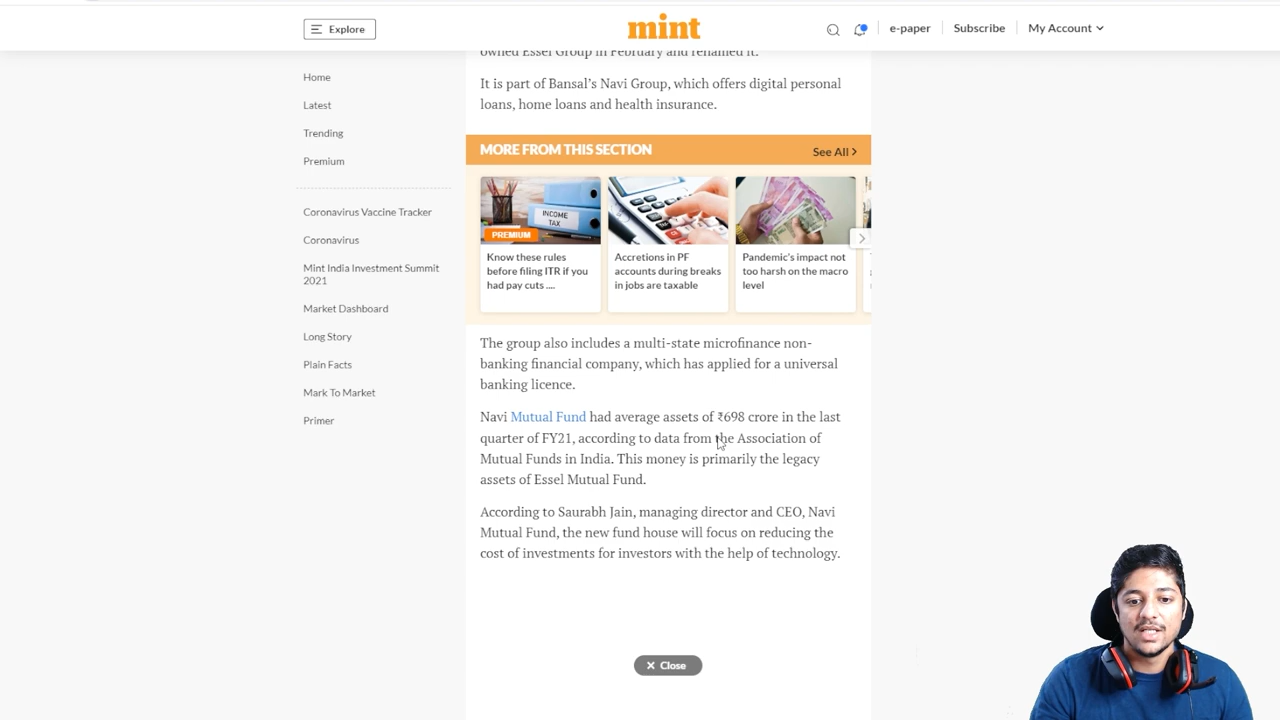 Explore
mint
e-paper
Subscribe
My Account
Home
Latest
Trending
Premium
Coronavirus Vaccine Tracker
Coronavirus
Mint India Investment Summit
2021
Market Dashboard
Long Story
Plain Facts
Mark To Market
Primer
owned Essel Group in February and renamed it.
It is part of Bansal’s Navi Group, which offers digital personal
loans, home loans and health insurance.
MORE FROM THIS SECTION
See All
INCOME
TAX
PREMIUM
Know these rules
before filing ITR if you
had pay cuts ....
Accretions in PF
accounts during breaks
in jobs are taxable
Pandemic's impact not
too harsh on the macro
level
The group also includes a multi-state microfinance non-
banking financial company, which has applied for a universal
banking licence.
Navi Mutual Fund had average assets of ₹698 crore in the last
quarter of FY21, according to data from the Association of
Mutual Funds in India. This money is primarily the legacy
assets of Essel Mutual Fund.
According to Saurabh Jain, managing director and CEO, Navi
Mutual Fund, the new fund house will focus on reducing the
cost of investments for investors with the help of technology.
Close